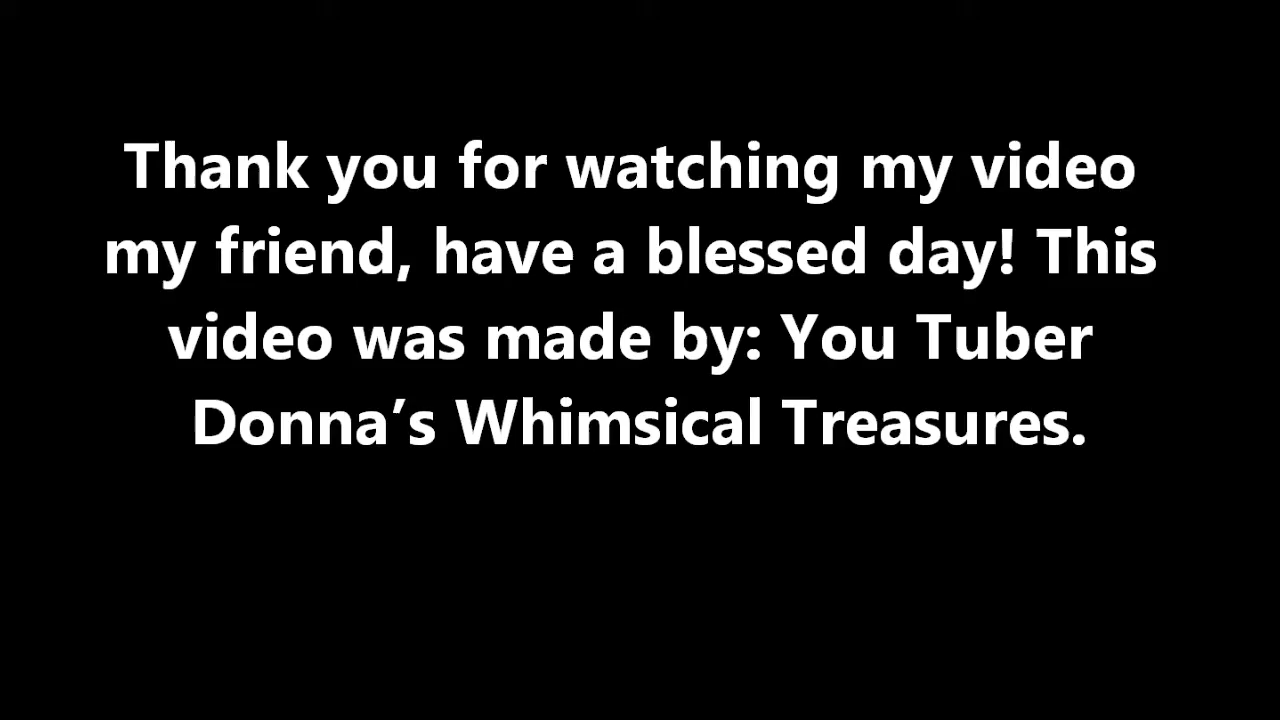 Thank you for watching my video
my friend, have a blessed day! This
video was made by: You Tuber
Donna’s Whimsical Treasures.